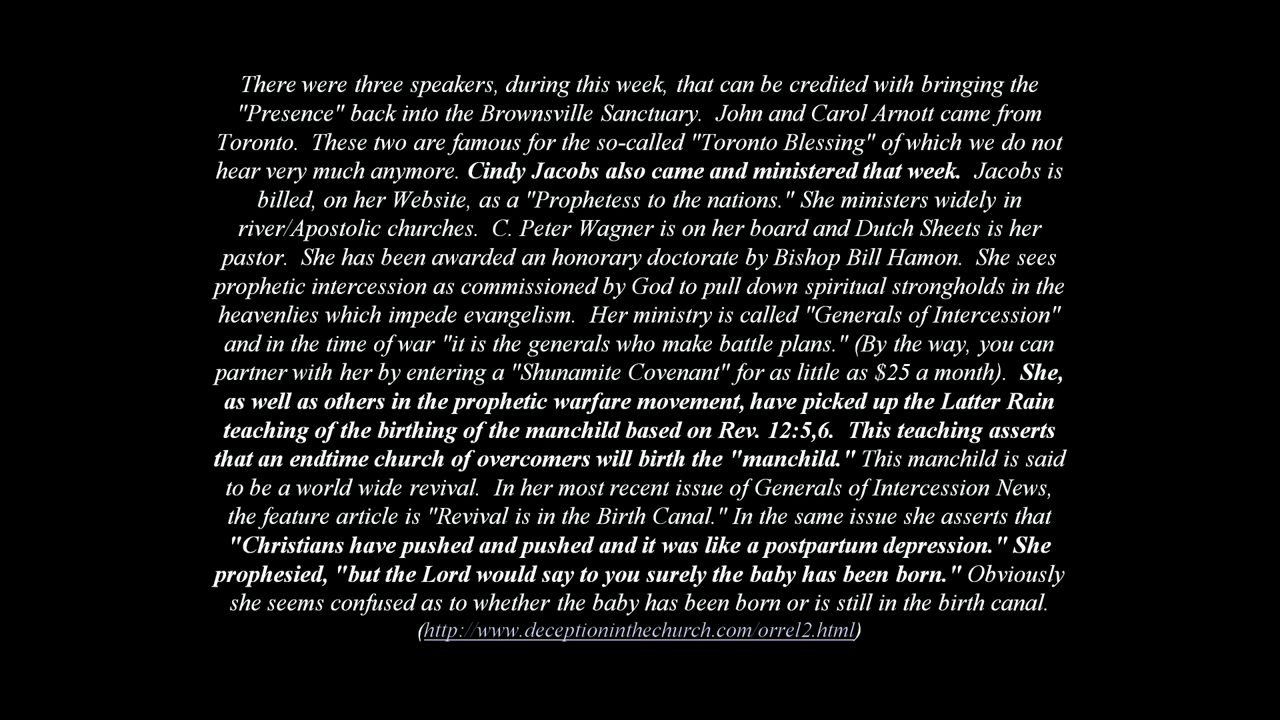 There were three speakers, during this week, that can be credited with bringing the
"Presence" back into the Brownsville Sanctuary.  John and Carol Arnott came from
Toronto.  These two are famous for the so-called "Toronto Blessing" of which we do not
hear very much anymore. Cindy Jacobs also came and ministered that week.  Jacobs is
billed, on her Website, as a "Prophetess to the nations." She ministers widely in
river/Apostolic churches.  C. Peter Wagner is on her board and Dutch Sheets is her
pastor.  She has been awarded an honorary doctorate by Bishop Bill Hamon.  She sees
prophetic intercession as commissioned by God to pull down spiritual strongholds in the
heavenlies which impede evangelism.  Her ministry is called "Generals of Intercession"
and in the time of war "it is the generals who make battle plans." (By the way, you can
partner with her by entering a "Shunamite Covenant" for as little as $25 a month).  She,
as well as others in the prophetic warfare movement, have picked up the Latter Rain
teaching of the birthing of the manchild based on Rev. 12:5,6.  This teaching asserts
that an endtime church of overcomers will birth the "manchild." This manchild is said
to be a world wide revival.  In her most recent issue of Generals of Intercession News,
the feature article is "Revival is in the Birth Canal." In the same issue she asserts that
"Christians have pushed and pushed and it was like a postpartum depression." She
prophesied, "but the Lord would say to you surely the baby has been born." Obviously
she seems confused as to whether the baby has been born or is still in the birth canal.
(http://www.deceptioninthechurch.com/orrel2.html)